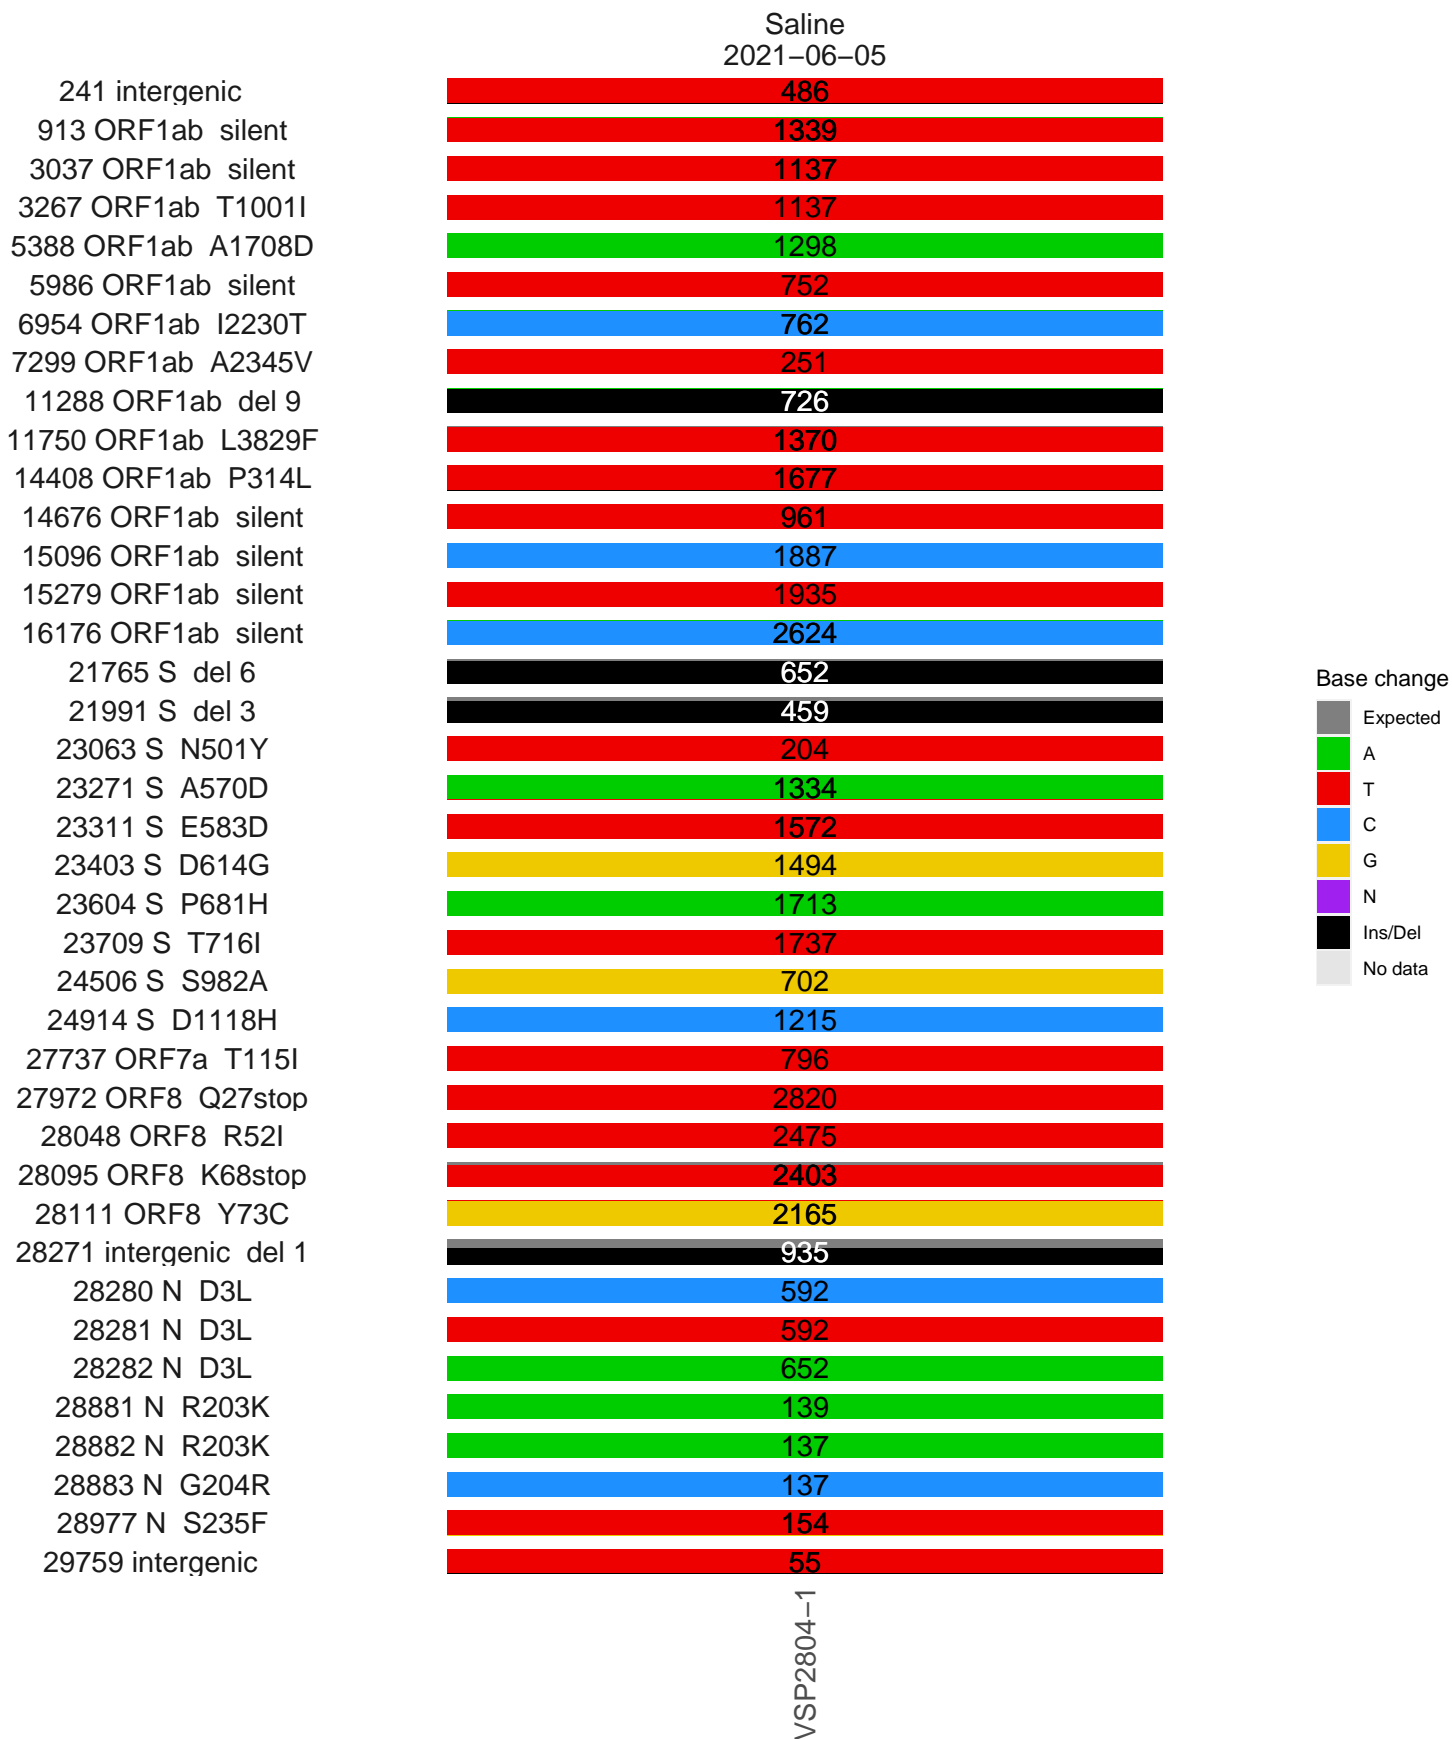 Saline
2021−06−05
241 intergenic 486
913 ORF1ab silent 1339
3037 ORF1ab silent 1137
3267 ORF1ab T1001I 1137
5388 ORF1ab A1708D 1298
5986 ORF1ab silent 752
6954 ORF1ab I2230T 762
7299 ORF1ab A2345V 251
11288 ORF1ab del 9 726
11750 ORF1ab L3829F 1370
14408 ORF1ab P314L 1677
14676 ORF1ab silent 961
15096 ORF1ab silent 1887
15279 ORF1ab silent 1935
16176 ORF1ab silent 2624
21765 S del 6 652
21991 S del 3 459
23063 S N501Y 204
23271 S A570D 1334
23311 S E583D 1572
23403 S D614G 1494
23604 S P681H 1713
23709 S T716I 1737
24506 S S982A 702
24914 S D1118H 1215
27737 ORF7a T115I 796
27972 ORF8 Q27stop 2820
28048 ORF8 R52I 2475
28095 ORF8 K68stop 2403
28111 ORF8 Y73C 2165
28271 intergenic del 1 935
28280 N D3L 592
28281 N D3L 592
28282 N D3L 652
28881 N R203K 139
28882 N R203K 137
28883 N G204R 137
28977 N S235F 154
29759 intergenic 55
VSP2804−1
Base change
Expected
A
T
C
G
N
Ins/Del
No data